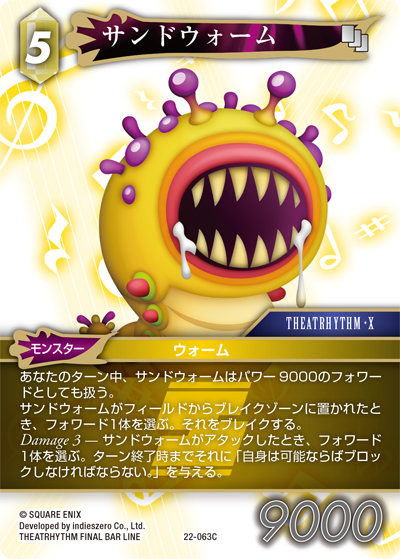 5
サンドウォーム
THEATRHYTHM・X
モンスター
ウォーム
あなたのターン中、サンドウォームはパワー9000のフォワー
ドとしても扱う。
サンドウォームがフィールドからブレイクゾーンに置かれたと
き、フォワード1体を選ぶ。それをブレイクする。
Damage 3 — サンドウォームがアタックしたとき、フォワード
1体を選ぶ。ターン終了時までそれに「自身は可能ならばブロ
ックしなければならない。」を与える。
© SQUARE ENIX
Developed by indieszero Co., Ltd.
THEATRHYTHM FINAL BAR LINE
22-063C
9000